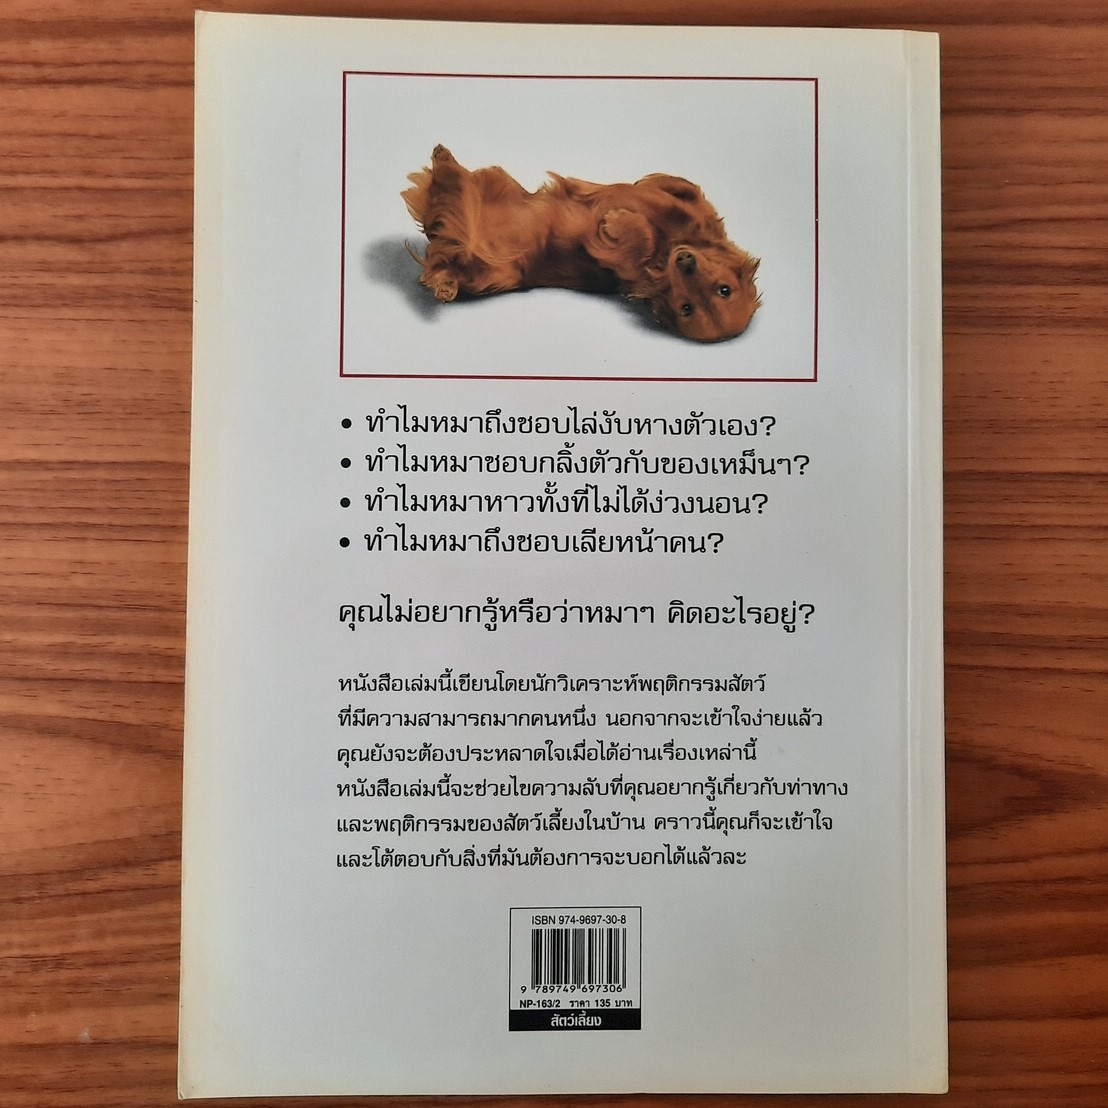 • ทำไมหมาถึงชอบไล่งับหางตัวเอง?
• ทำไมหมาชอบกลิ้งตัวกับของเหม็นๆ?
• ทำไมหมาหาวทั้งที่ไม่ได้ง่วงนอน?
• ทำไมหมาถึงชอบเลียหน้าคน?
คุณไม่อยากรู้หรือว่าหมาๆ คิดอะไรอยู่?
หนังสือเล่มนี้เขียนโดยนักวิเคราะห์พฤติกรรมสัตว์
ที่มีความสามารถมากคนหนึ่ง นอกจากจะเข้าใจง่ายแล้ว
คุณยังจะต้องประหลาดใจเมื่อได้อ่านเรื่องเหล่านี้
หนังสือเล่มนี้จะช่วยไขความลับที่คุณอยากรู้เกี่ยวกับท่าทาง
และพฤติกรรมของสัตว์เลี้ยงในบ้าน คราวนี้คุณก็จะเข้าใจ
และโต้ตอบกับสิ่งที่มันต้องการจะบอกได้แล้วละ
ISBN 974-9697-30-8
9 789749 697306
NP-163/2 ราคา 135 บาท
สัตว์เลี้ยง